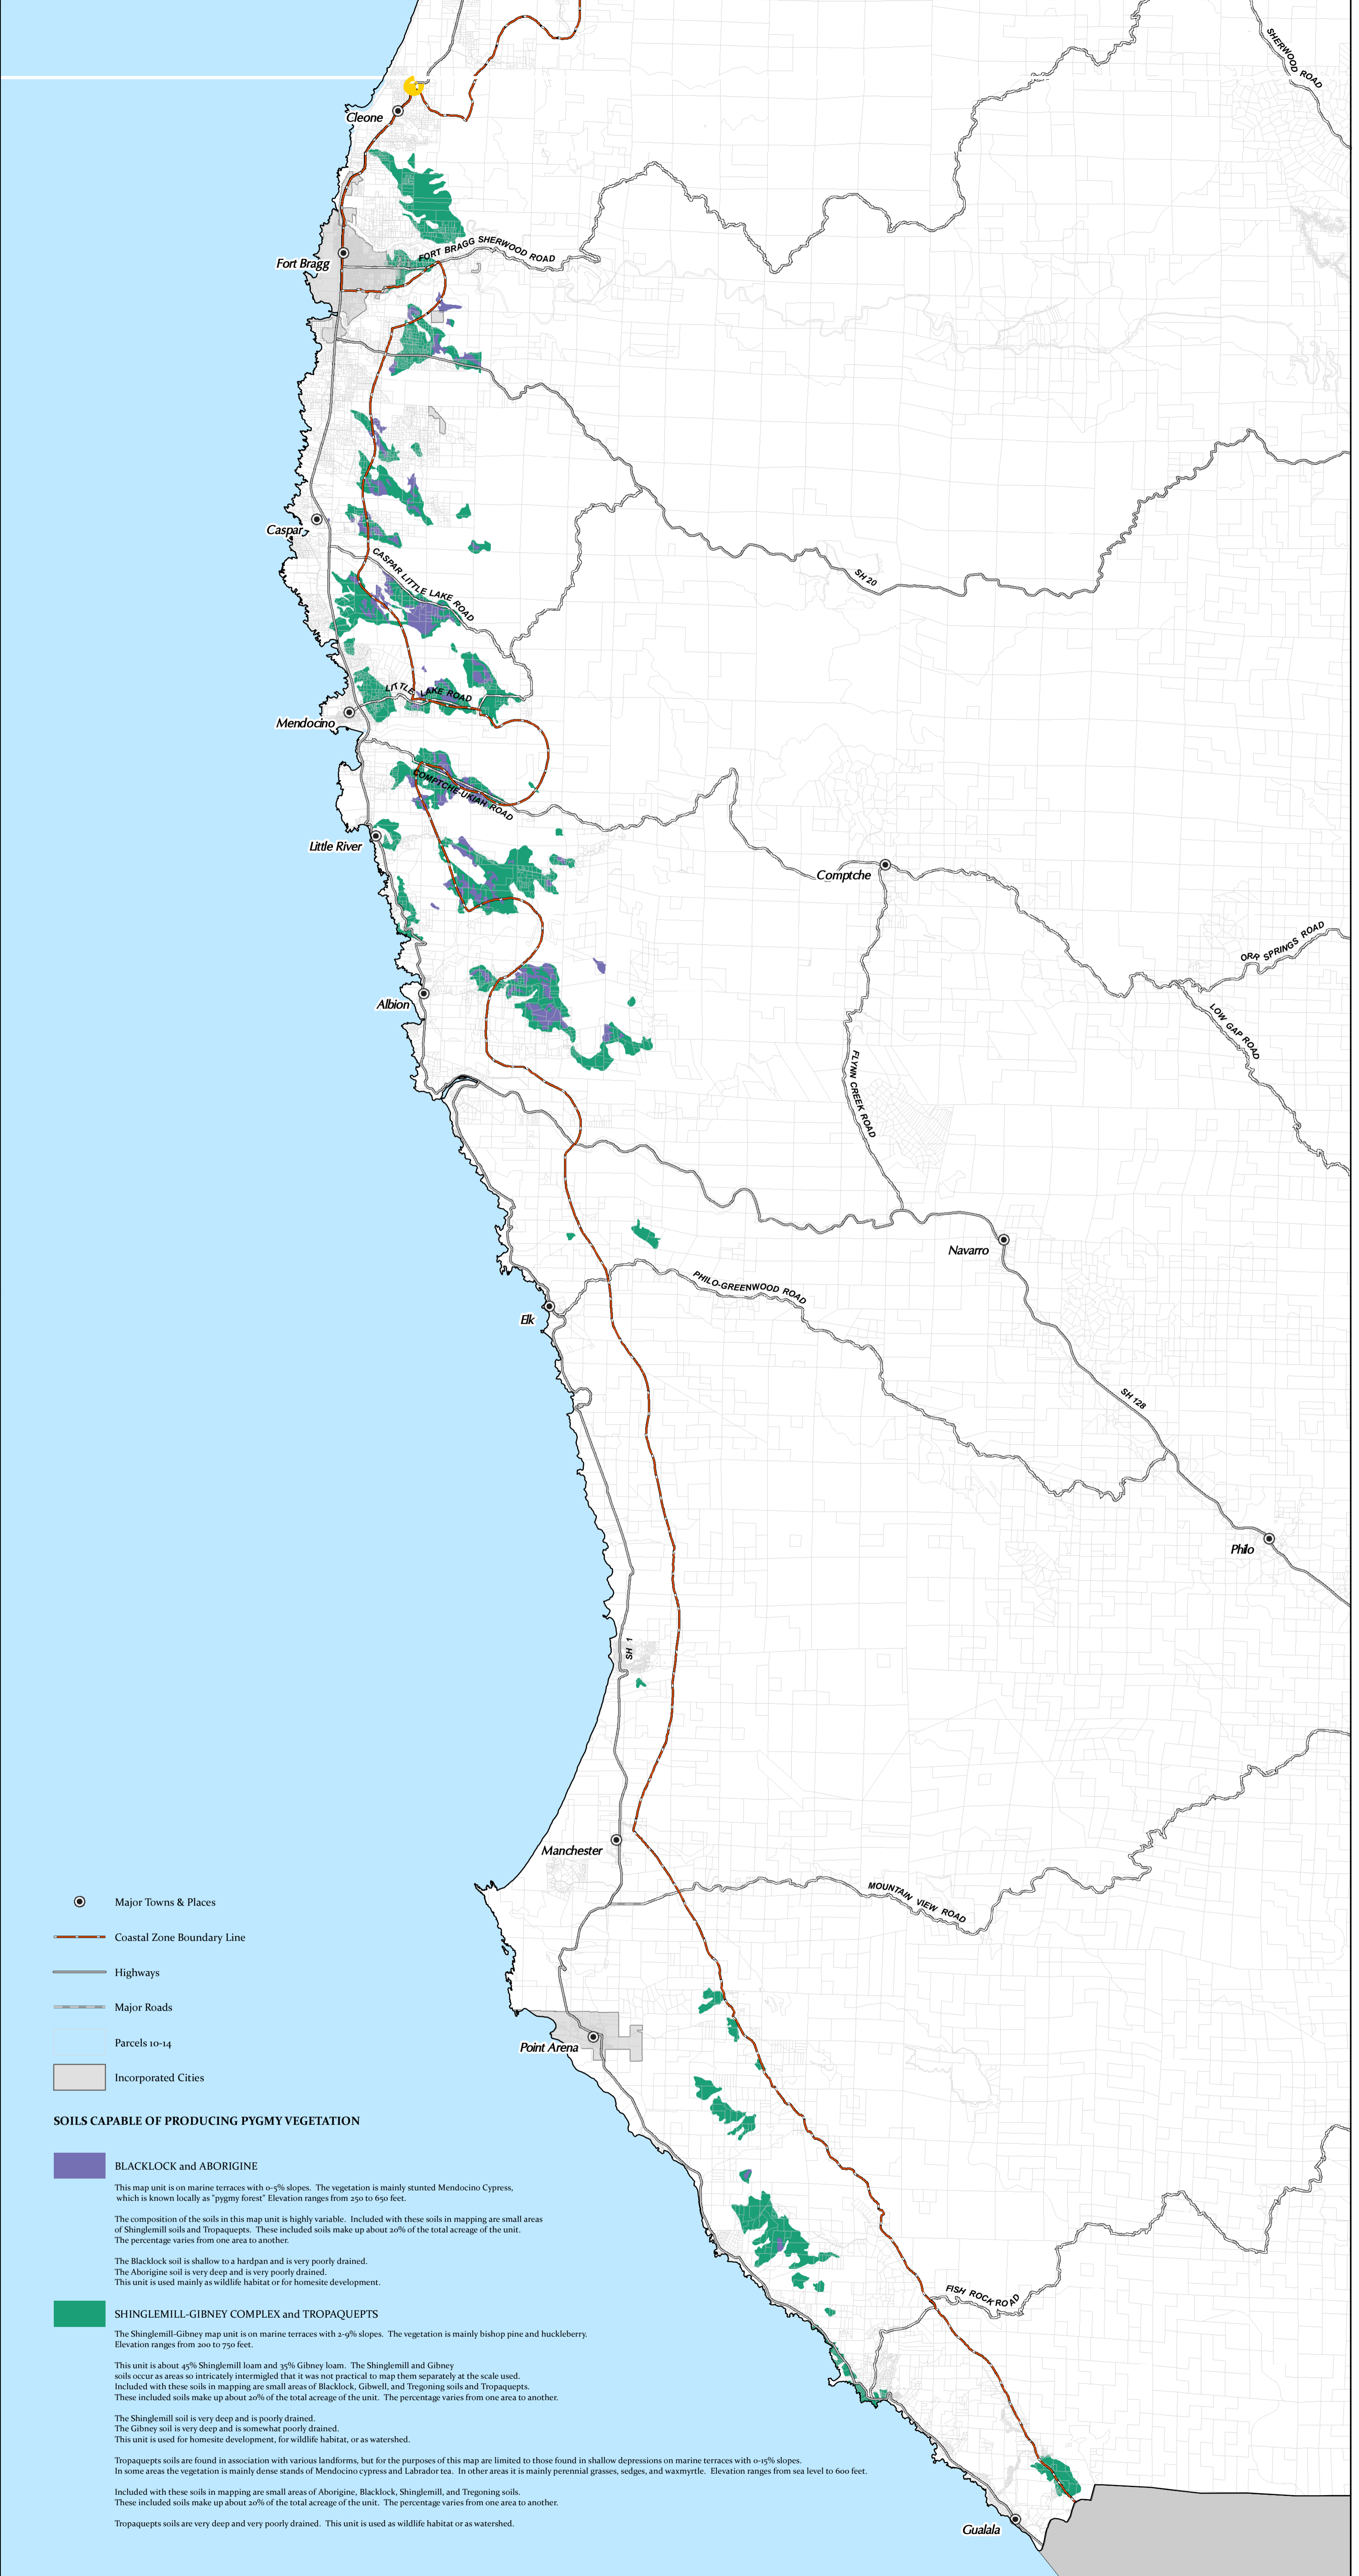 SHERWOOD ROAD
Cleone
FORT BRAGG SHERWOOD ROAD
Fort Bragg
Caspar
CASPAR LITTLE LAKE ROAD
SH 20
LITTLE LAKE ROAD
Mendocino
COMPTCHE-UKIAH ROAD
Little River
Comptche
ORR SPRINGS ROAD
Albion
LOW GAP ROAD
FLYNN CREEK ROAD
Navarro
PHILO-GREENWOOD ROAD
Elk
SH 128
Philo
SH 1
Manchester
MOUNTAIN VIEW ROAD
Point Arena
FISH ROCK ROAD
Gualala
Major Towns & Places
Coastal Zone Boundary Line
Highways
Major Roads
Parcels 10-14
Incorporated Cities
SOILS CAPABLE OF PRODUCING PYGMY VEGETATION
BLACKLOCK and ABORIGINE
This map unit is on marine terraces with 0-5% slopes. The vegetation is mainly stunted Mendocino Cypress,
which is known locally as "pygmy forest" Elevation ranges from 250 to 650 feet.
The composition of the soils in this map unit is highly variable. Included with these soils in mapping are small areas
of Shinglemill soils and Tropaquepts. These included soils make up about 20% of the total acreage of the unit.
The percentage varies from one area to another.
The Blacklock soil is shallow to a hardpan and is very poorly drained.
The Aborigine soil is very deep and is very poorly drained.
This unit is used mainly as wildlife habitat or for homesite development.
SHINGLEMILL-GIBNEY COMPLEX and TROPAQUEPTS
The Shinglemill-Gibney map unit is on marine terraces with 2-9% slopes. The vegetation is mainly bishop pine and huckleberry.
Elevation ranges from 200 to 750 feet.
This unit is about 45% Shinglemill loam and 35% Gibney loam. The Shinglemill and Gibney
soils occur as areas so intricately intermigled that it was not practical to map them separately at the scale used.
Included with these soils in mapping are small areas of Blacklock, Gibwell, and Tregoning soils and Tropaquepts.
These included soils make up about 20% of the total acreage of the unit. The percentage varies from one area to another.
The Shinglemill soil is very deep and is poorly drained.
The Gibney soil is very deep and is somewhat poorly drained.
This unit is used for homesite development, for wildlife habitat, or as watershed.
Tropaquepts soils are found in association with various landforms, but for the purposes of this map are limited to those found in shallow depressions on marine terraces with 0-15% slopes.
In some areas the vegetation is mainly dense stands of Mendocino cypress and Labrador tea. In other areas it is mainly perennial grasses, sedges, and waxmyrtle. Elevation ranges from sea level to 600 feet.
Included with these soils in mapping are small areas of Aborigine, Blacklock, Shinglemill, and Tregoning soils.
These included soils make up about 20% of the total acreage of the unit. The percentage varies from one area to another.
Tropaquepts soils are very deep and very poorly drained. This unit is used as wildlife habitat or as watershed.